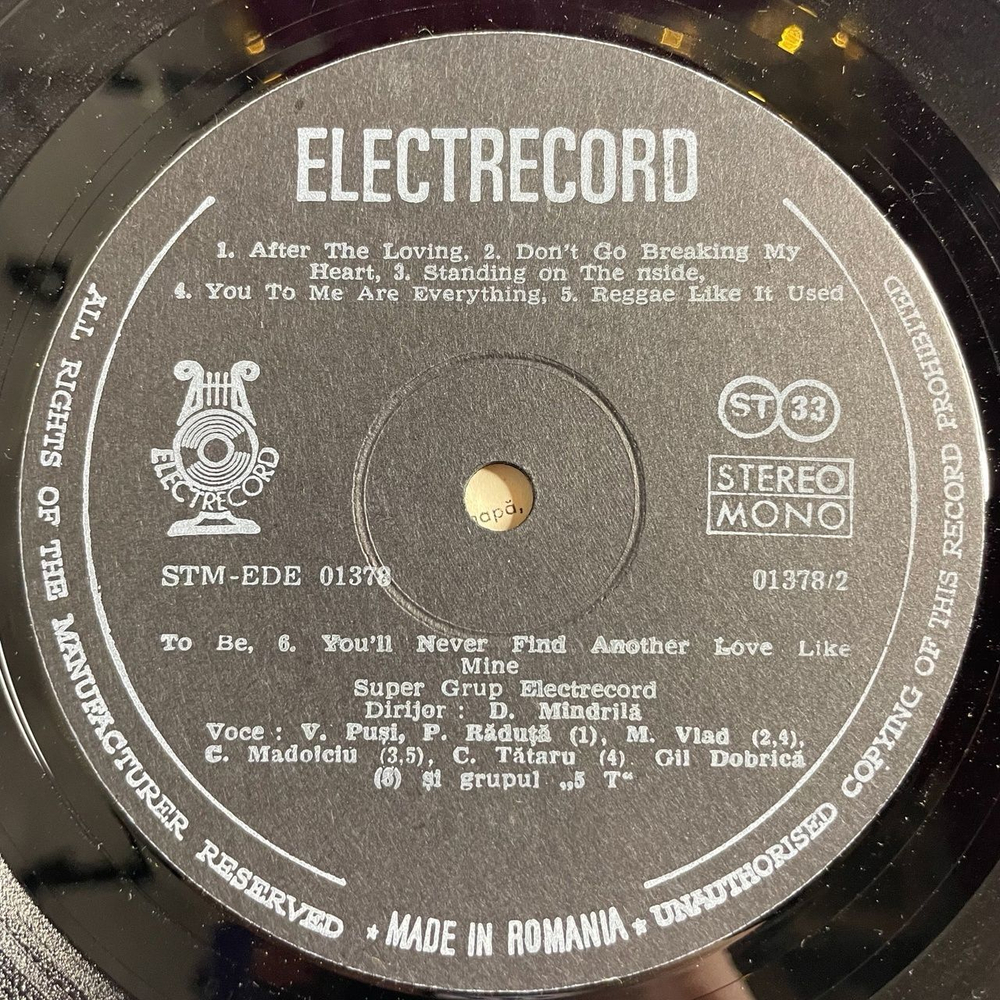 ELECTRECORD
1. After The Loving, 2. Don't Go Breaking My
Heart, 3. Standing on The nside,
4. You To Me Are Everything, 5. Reggae Like It Used
ELECTRECORD
ST 33
STEREO
MONO
apă,
STM-EDE 01378
01378/2
To Be, 6. You'll Never Find Another Love Like
Mine
Super Grup Electrecord
Dirijor : D. Mindrilă
Voce : V. Puși, P. Răduță (1), M. Vlad (2,4),
C. Madolciu (3,5), C. Tătaru (4) Gil Dobrică
(6) și grupul „5 T“
ALL RIGHTS OF THE MANUFACTURER RESERVED * MADE IN ROMANIA * UNAUTHORISED COPYING OF THIS RECORD PROHIBITED